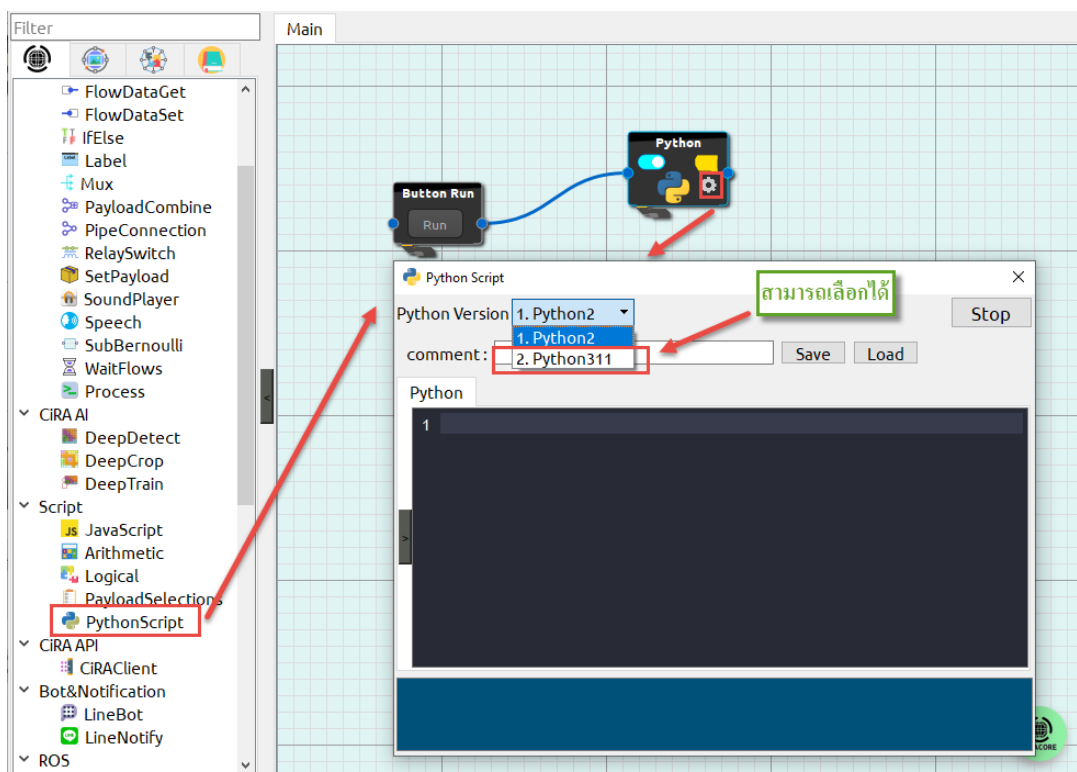 Filter
Main
FlowDataGet
FlowDataSet
IfElse
Label
Mux
PayloadCombine
PipeConnection
RelaySwitch
SetPayload
SoundPlayer
Speech
SubBernoulli
WaitFlows
Process
CiRA AI
DeepDetect
DeepCrop
DeepTrain
Script
JS JavaScript
Arithmetic
Logical
PayloadSelections
PythonScript
CiRA API
CiRAClient
Bot&Notification
LineBot
LineNotify
ROS
<
Button Run
Run
Python
Python Script
สามารถเลือกได้
Python Version 1. Python2
Stop
1. Python2
2. Python311
comment :
Save
Load
Python
1
>